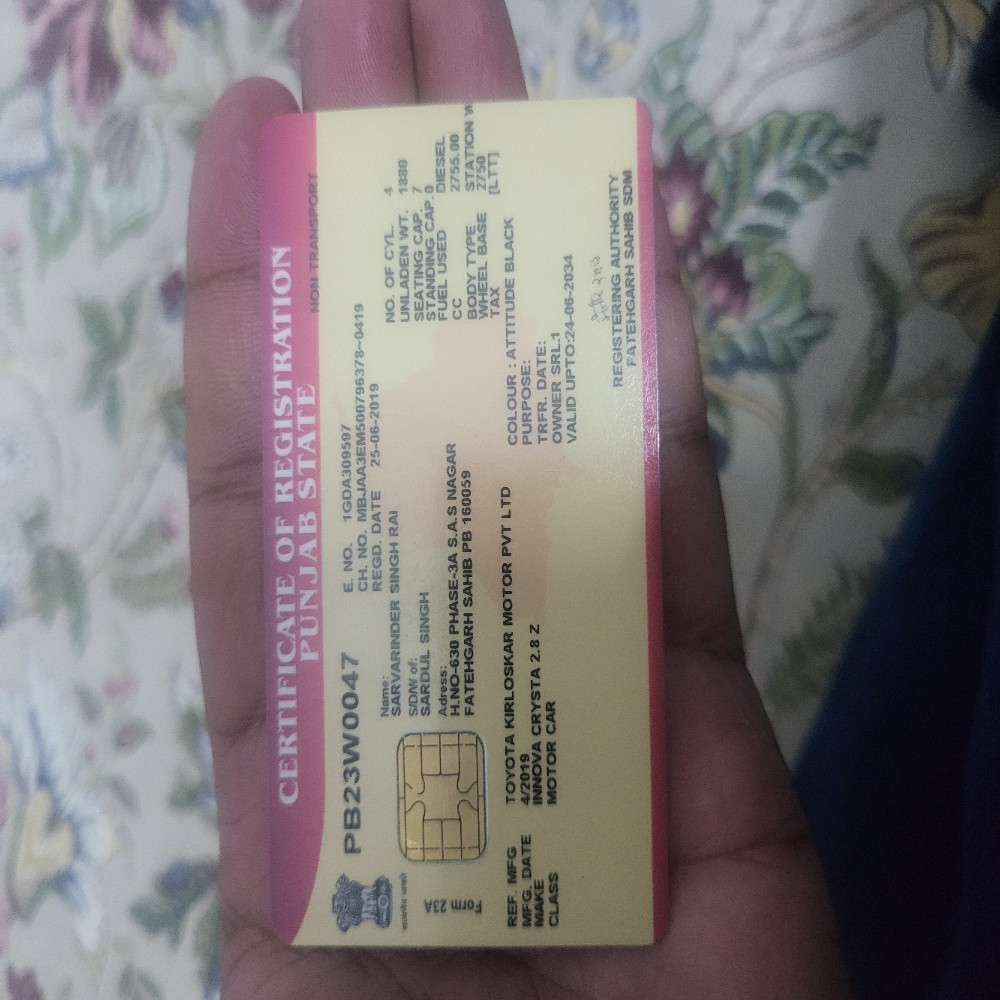 CERTIFICATE OF REGISTRATION
PUNJAB STATE
NON TRANSPORT
सत्यमेव जयते
Form 23A
PB23W0047
E. NO. 1GDA309597
CH. NO. MBJAA3EM500796378-0419
REGD. DATE 25-06-2019
Name:
SARVARINDER SINGH RAI
S/D/W of:
SARDUL SINGH
Adress:
H.NO-630 PHASE-3A S.A.S NAGAR
FATEHGARH SAHIB PB 160059
NO. OF CYL. 4
UNLADEN WT. 1880
SEATING CAP. 7
STANDING CAP. 0
FUEL USED DIESEL
CC 2755.00
BODY TYPE STATION W
WHEEL BASE 2750
TAX [LTT]
REF. MFG TOYOTA KIRLOSKAR MOTOR PVT LTD
MFG. DATE 4/2019
MAKE INNOVA CRYSTA 2.8 Z
CLASS MOTOR CAR
COLOUR : ATTITUDE BLACK
PURPOSE:
TRFR. DATE:
OWNER SRL.1
VALID UPTO:24-06-2034
REGISTERING AUTHORITY
FATEHGARH SAHIB SDM